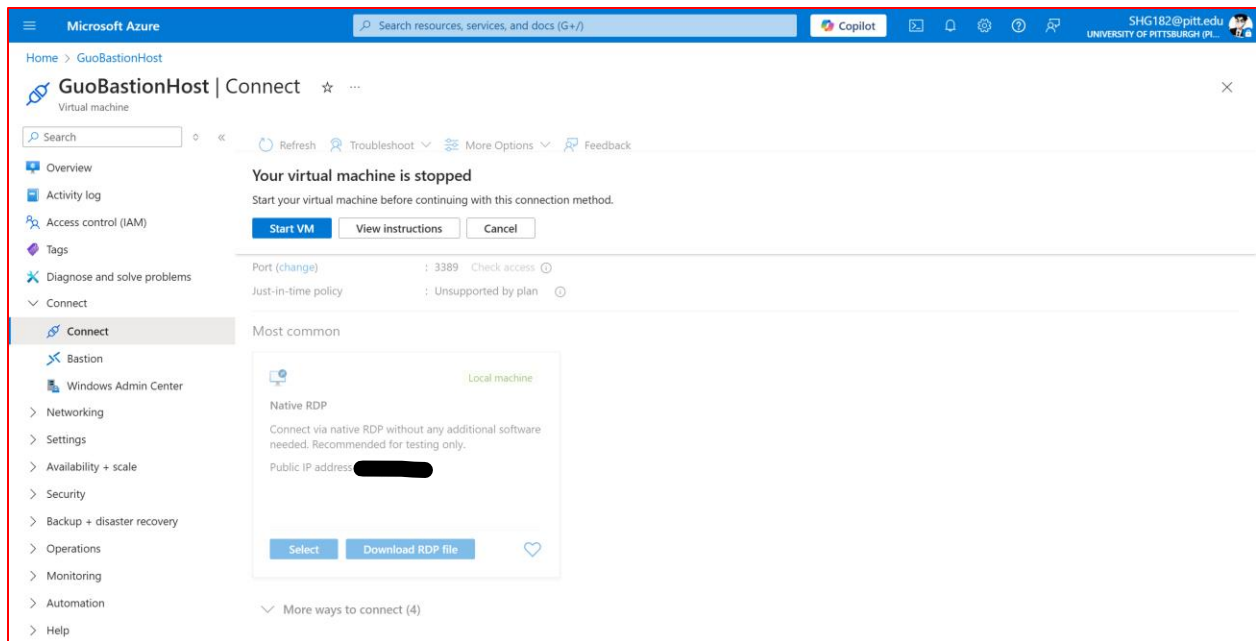 Microsoft Azure
Search resources, services, and docs (G+/)
Copilot
SHG182@pitt.edu
UNIVERSITY OF PITTSBURGH (PI...
Home > GuoBastionHost
GuoBastionHost | Connect
Virtual machine
Search
Refresh
Troubleshoot
More Options
Feedback
Overview
Activity log
Access control (IAM)
Tags
Diagnose and solve problems
Connect
Connect
Bastion
Windows Admin Center
Networking
Settings
Availability + scale
Security
Backup + disaster recovery
Operations
Monitoring
Automation
Help
Your virtual machine is stopped
Start your virtual machine before continuing with this connection method.
Start VM
View instructions
Cancel
Port (change) : 3389 Check access
Just-in-time policy : Unsupported by plan
Most common
Local machine
Native RDP
Connect via native RDP without any additional software
needed. Recommended for testing only.
Public IP address
Select
Download RDP file
More ways to connect (4)